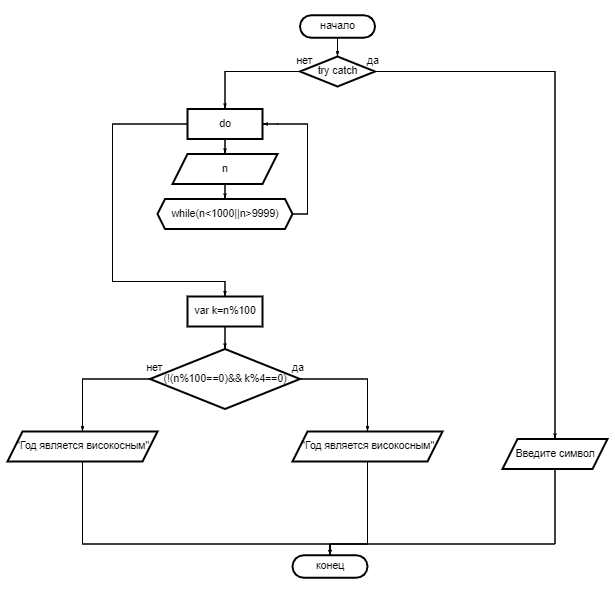 начало
нет
да
try catch
do
n
while(n<1000||n>9999)
var k=n%100
нет
да
(!(n%100==0)&& k%4==0)
"Год является високосным"
"Год является високосным"
Введите символ
конец